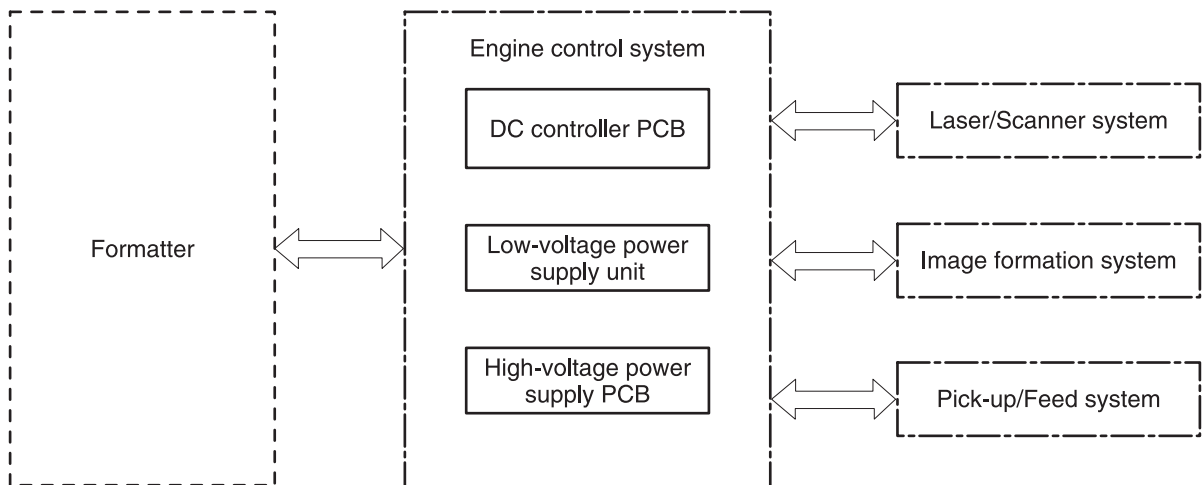 Formatter
Engine control system
DC controller PCB
Low-voltage power
supply unit
High-voltage power
supply PCB
Laser/Scanner system
Image formation system
Pick-up/Feed system